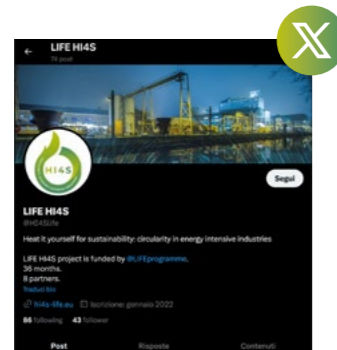 LIFE HI4S
74 post
HI4S
Segui
LIFE HI4S
@HI4SLife
Heat it yourself for sustainability: circularity in energy intensive industries
LIFE HI4S project is funded by @LIFEprogramme.
36 months.
8 partners.
Traduci bio
hi4s-life.eu Iscrizione: gennaio 2022
86 following 43 follower
Post Risposte Contenuti